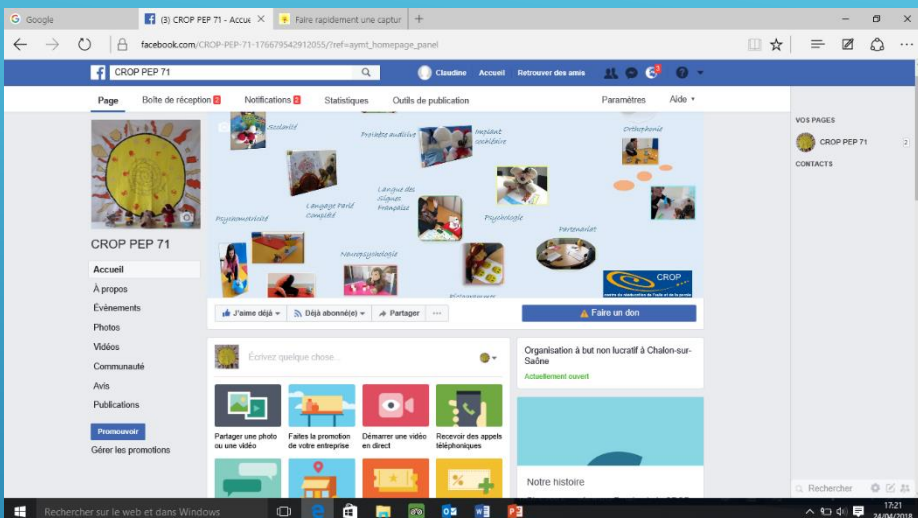 Google
(3) CROP PEP 71 - Accue
Faire rapidement une captur
facebook.com/CROP-PEP-71-176679542912055/?ref=aymt_homepage_panel
CROP PEP 71
Claudine
Accueil
Retrouver des amis
3
Page
Boîte de réception 2
Notifications 2
Statistiques
Outils de publication
Paramètres
Aide
Scolarité
Prothèse auditive
Implant
cochléaire
Orthophonie
Langage Parlé
Complété
Langue des
Signes
Française
Psychomotricité
Psychologie
Partenariat
Neuropsychologie
CROP
CROP PEP 71
Accueil
À propos
Évènements
Photos
Vidéos
Communauté
Avis
Publications
Promouvoir
Gérer les promotions
J'aime déjà
Déjà abonné(e)
Partager
Faire un don
Écrivez quelque chose...
Partager une photo
ou une vidéo
Faites la promotion
de votre entreprise
Démarrer une vidéo
en direct
Recevoir des appels
téléphoniques
Organisation à but non lucratif à Chalon-sur-
Saône
Actuellement ouvert
Notre histoire
VOS PAGES
CROP PEP 71
2
CONTACTS
Rechercher
Rechercher sur le web et dans Windows
17:21
24/04/2018